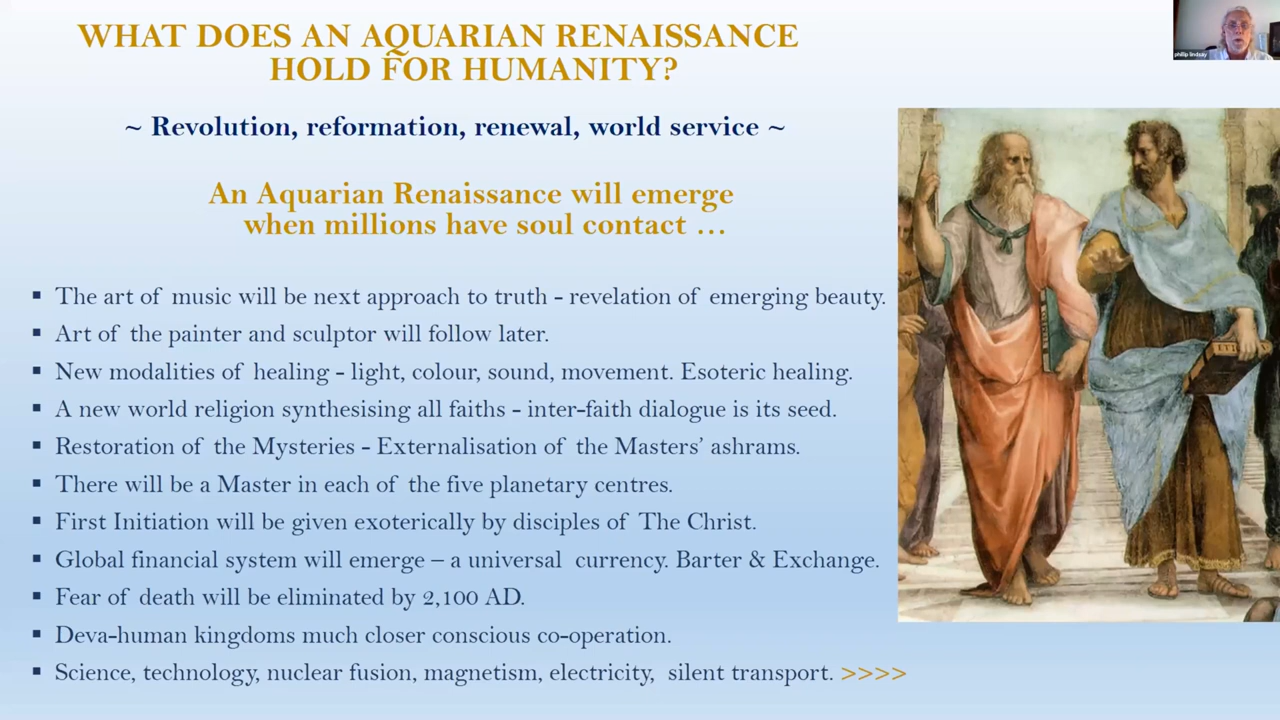 WHAT DOES AN AQUARIAN RENAISSANCE
HOLD FOR HUMANITY?
~ Revolution, reformation, renewal, world service ~
An Aquarian Renaissance will emerge
when millions have soul contact …
▪ The art of music will be next approach to truth - revelation of emerging beauty.
▪ Art of the painter and sculptor will follow later.
▪ New modalities of healing - light, colour, sound, movement. Esoteric healing.
▪ A new world religion synthesising all faiths - inter-faith dialogue is its seed.
▪ Restoration of the Mysteries - Externalisation of the Masters’ ashrams.
▪ There will be a Master in each of the five planetary centres.
▪ First Initiation will be given exoterically by disciples of The Christ.
▪ Global financial system will emerge – a universal currency. Barter & Exchange.
▪ Fear of death will be eliminated by 2,100 AD.
▪ Deva-human kingdoms much closer conscious co-operation.
▪ Science, technology, nuclear fusion, magnetism, electricity, silent transport. >>>>
phillip lindsay